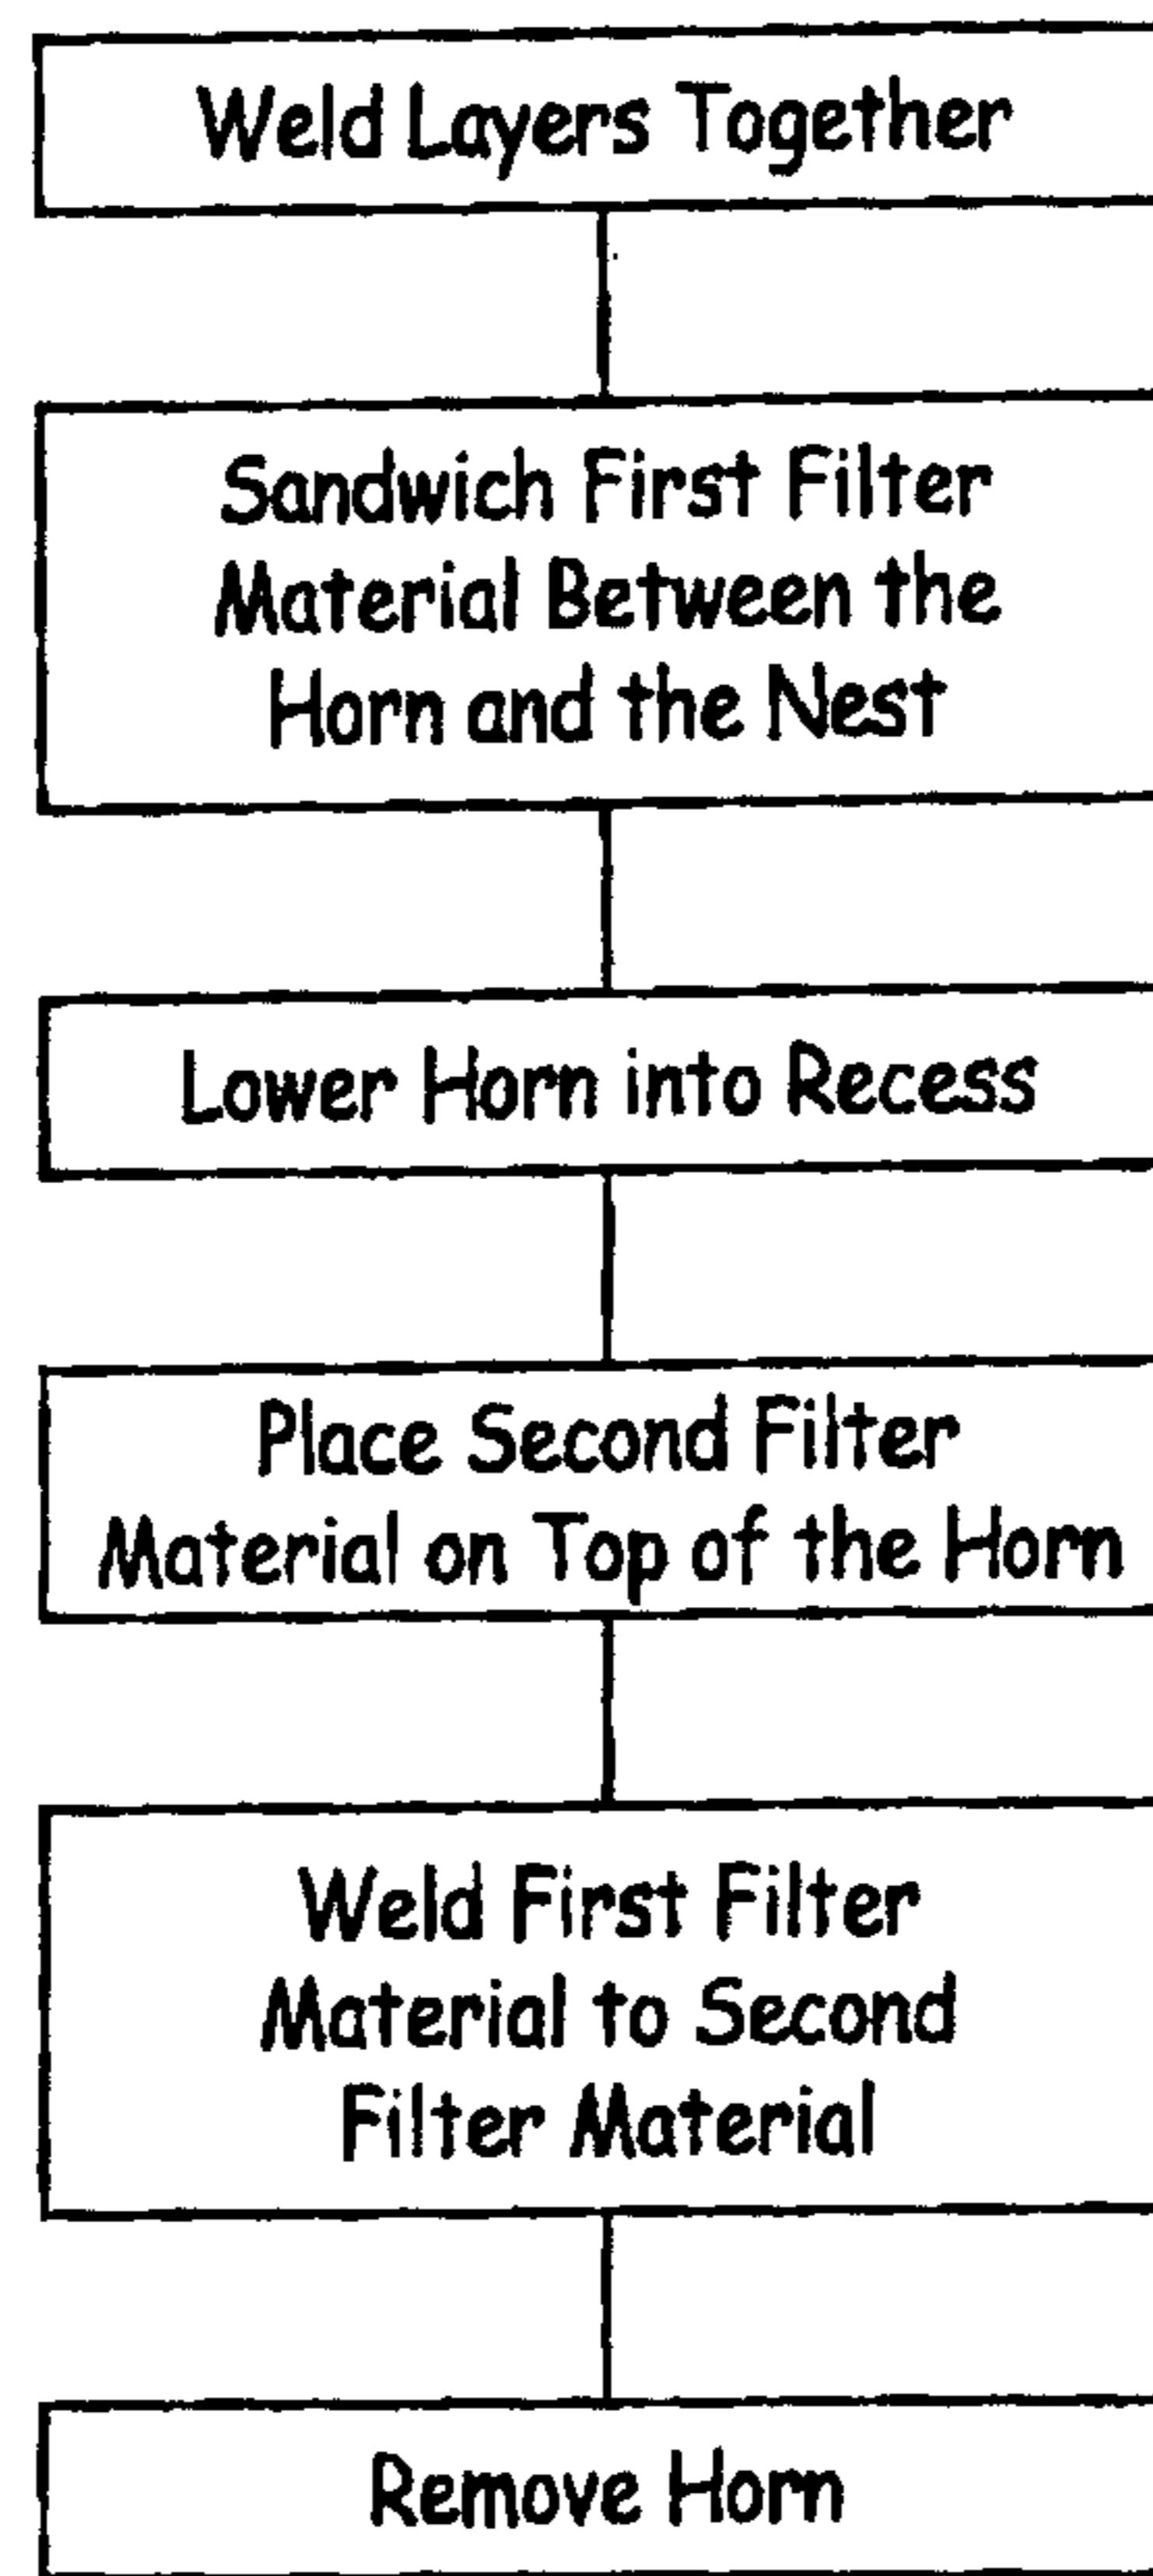 Weld Layers Together
Sandwich First Filter
Material Between the
Horn and the Nest
Lower Horn into Recess
Place Second Filter
Material on Top of the Horn
Weld First Filter
Material to Second
Filter Material
Remove Horn